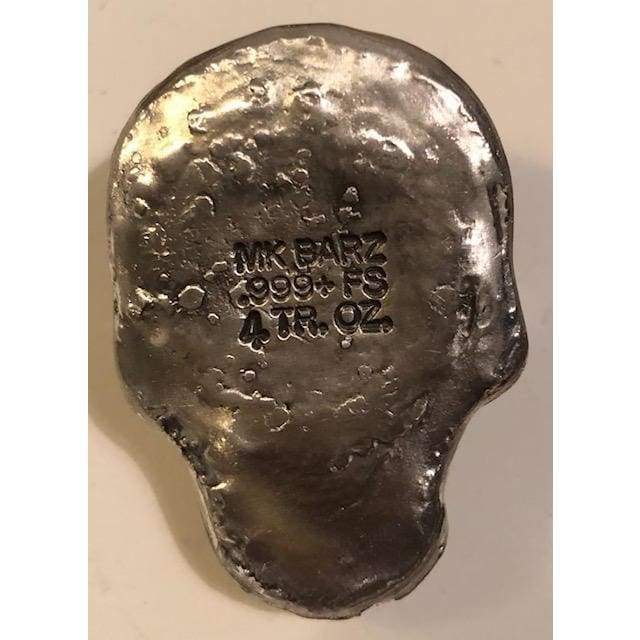 MK BARZ
.999+ FS
4 TR. OZ.